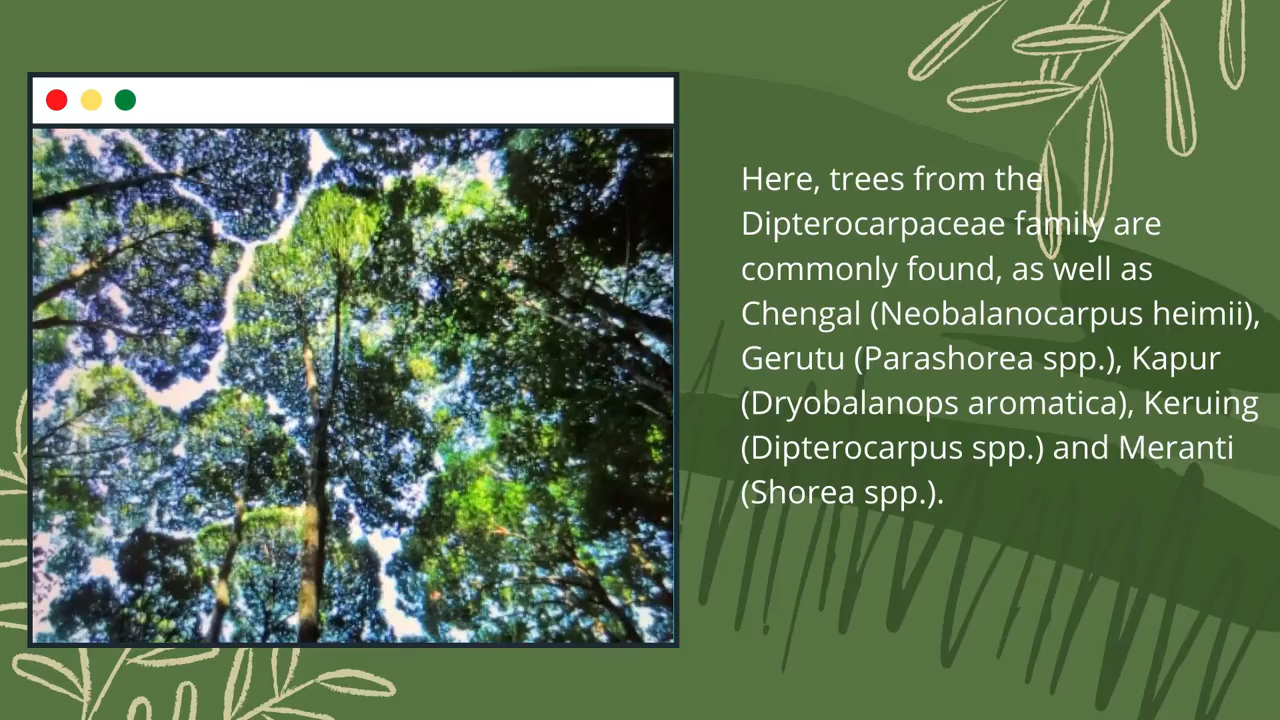 Here, trees from the
Dipterocarpaceae family are
commonly found, as well as
Chengal (Neobalanocarpus heimii),
Gerutu (Parashorea spp.), Kapur
(Dryobalanops aromatica), Keruing
(Dipterocarpus spp.) and Meranti
(Shorea spp.).